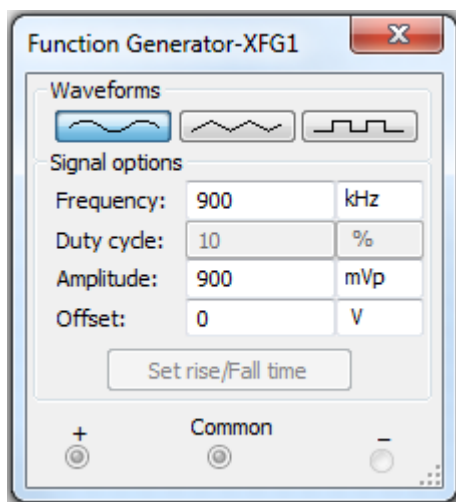 Function Generator-XFG1
Waveforms
Signal options
Frequency: 900 kHz
Duty cycle: 10 %
Amplitude: 900 mVp
Offset: 0 V
Set rise/Fall time
+ Common −